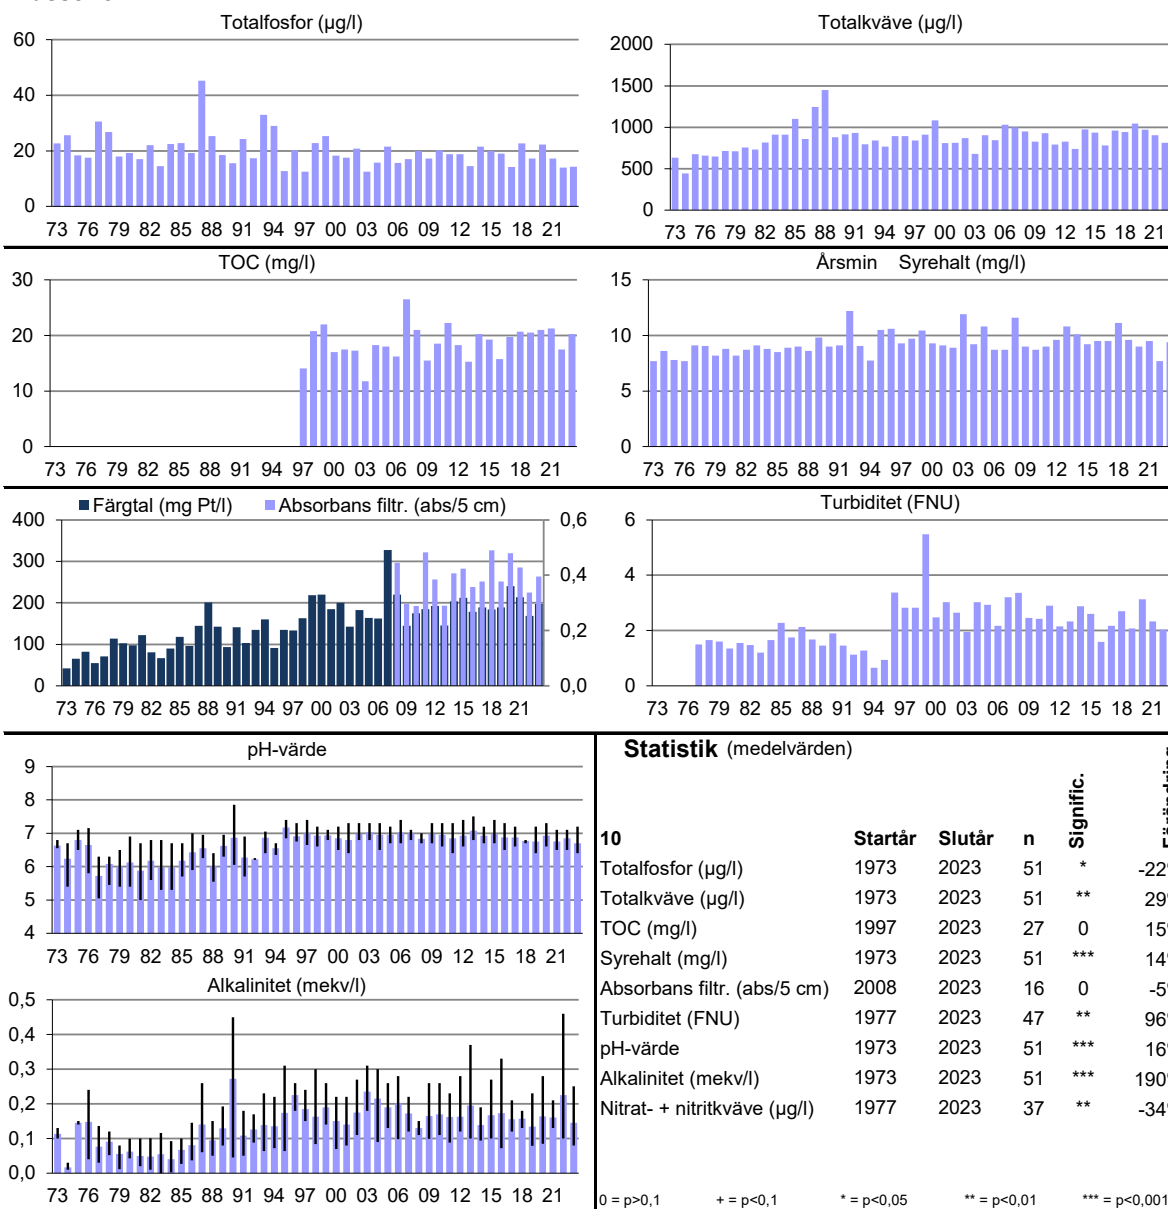 Totalfosfor (µg/l)
60
40
20
0
73 76 79 82 85 88 91 94 97 00 03 06 09 12 15 18 21
Totalkväve (µg/l)
2000
1500
1000
500
0
73 76 79 82 85 88 91 94 97 00 03 06 09 12 15 18 21
TOC (mg/l)
30
20
10
0
73 76 79 82 85 88 91 94 97 00 03 06 09 12 15 18 21
Årsmin Syrehalt (mg/l)
15
10
5
0
73 76 79 82 85 88 91 94 97 00 03 06 09 12 15 18 21
Färgtal (mg Pt/l) Absorbans filtr. (abs/5 cm)
400 0,6
300
0,4
200
0,2
100
0 0,0
73 76 79 82 85 88 91 94 97 00 03 06 09 12 15 18 21
Turbiditet (FNU)
6
4
2
0
73 76 79 82 85 88 91 94 97 00 03 06 09 12 15 18 21
pH-värde
9
8
7
6
5
4
73 76 79 82 85 88 91 94 97 00 03 06 09 12 15 18 21
Alkalinitet (mekv/l)
0,5
0,4
0,3
0,2
0,1
0,0
73 76 79 82 85 88 91 94 97 00 03 06 09 12 15 18 21
Statistik (medelvärden)
10 Startår Slutår n Signific.
Totalfosfor (µg/l) 1973 2023 51 * -22
Totalkväve (µg/l) 1973 2023 51 ** 29
TOC (mg/l) 1997 2023 27 0 15
Syrehalt (mg/l) 1973 2023 51 *** 14
Absorbans filtr. (abs/5 cm) 2008 2023 16 0 -5
Turbiditet (FNU) 1977 2023 47 ** 96
pH-värde 1973 2023 51 *** 16
Alkalinitet (mekv/l) 1973 2023 51 *** 190
Nitrat- + nitritkväve (µg/l) 1977 2023 37 ** -34
0 = p>0,1 + = p<0,1 * = p<0,05 ** = p<0,01 *** = p<0,001